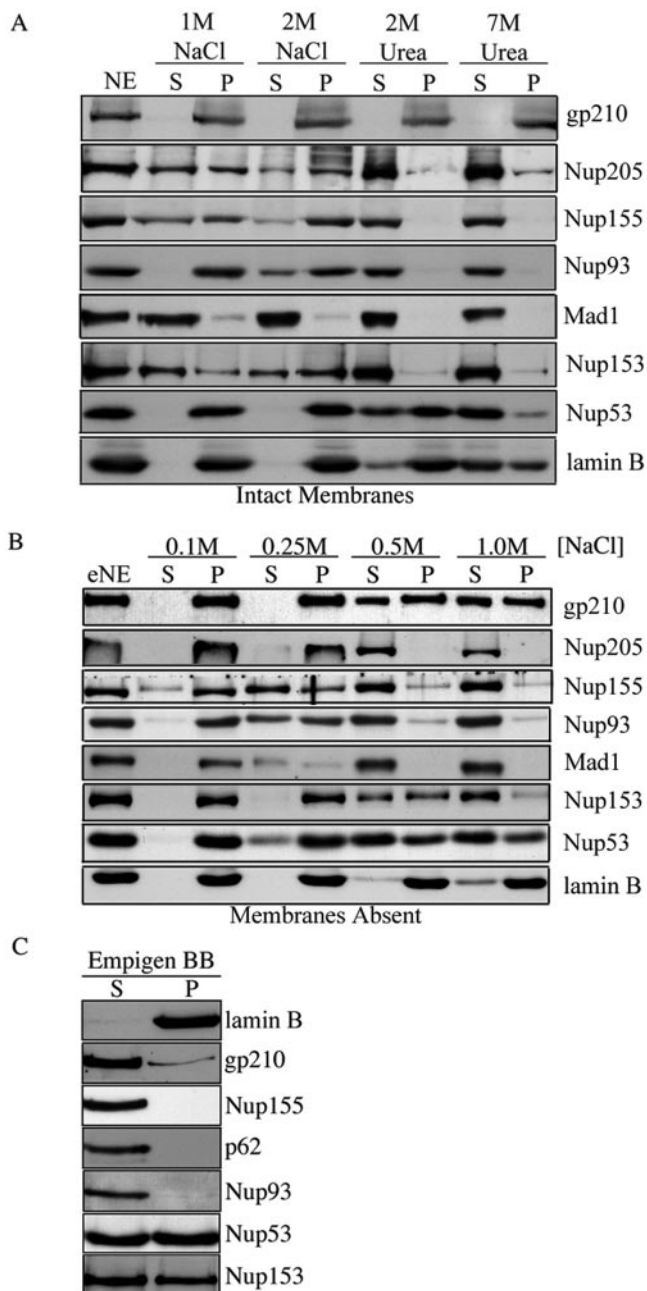 A
1M 2M 2M 7M
NaCl NaCl Urea Urea
NE S P S P S P S P
gp210
Nup205
Nup155
Nup93
Mad1
Nup153
Nup53
lamin B
Intact Membranes
B
0.1M 0.25M 0.5M 1.0M [NaCl]
eNE S P S P S P S P
gp210
Nup205
Nup155
Nup93
Mad1
Nup153
Nup53
lamin B
Membranes Absent
C
Empigen BB
S P
lamin B
gp210
Nup155
p62
Nup93
Nup53
Nup153